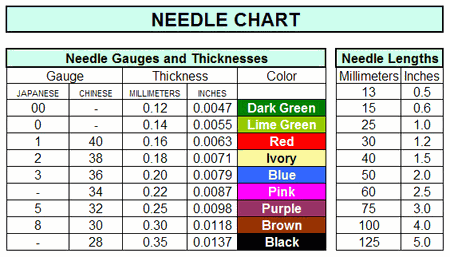 NEEDLE CHART
Needle Gauges and Thicknesses Needle Lengths
Gauge Thickness Color Millimeters Inches
JAPANESE CHINESE MILLIMETERS INCHES 13 0.5
00 - 0.12 0.0047 Dark Green 15 0.6
0 - 0.14 0.0055 Lime Green 25 1.0
1 40 0.16 0.0063 Red 30 1.2
2 38 0.18 0.0071 Ivory 40 1.5
3 36 0.20 0.0079 Blue 50 2.0
- 34 0.22 0.0087 Pink 60 2.5
5 32 0.25 0.0098 Purple 75 3.0
8 30 0.30 0.0118 Brown 100 4.0
- 28 0.35 0.0137 Black 125 5.0